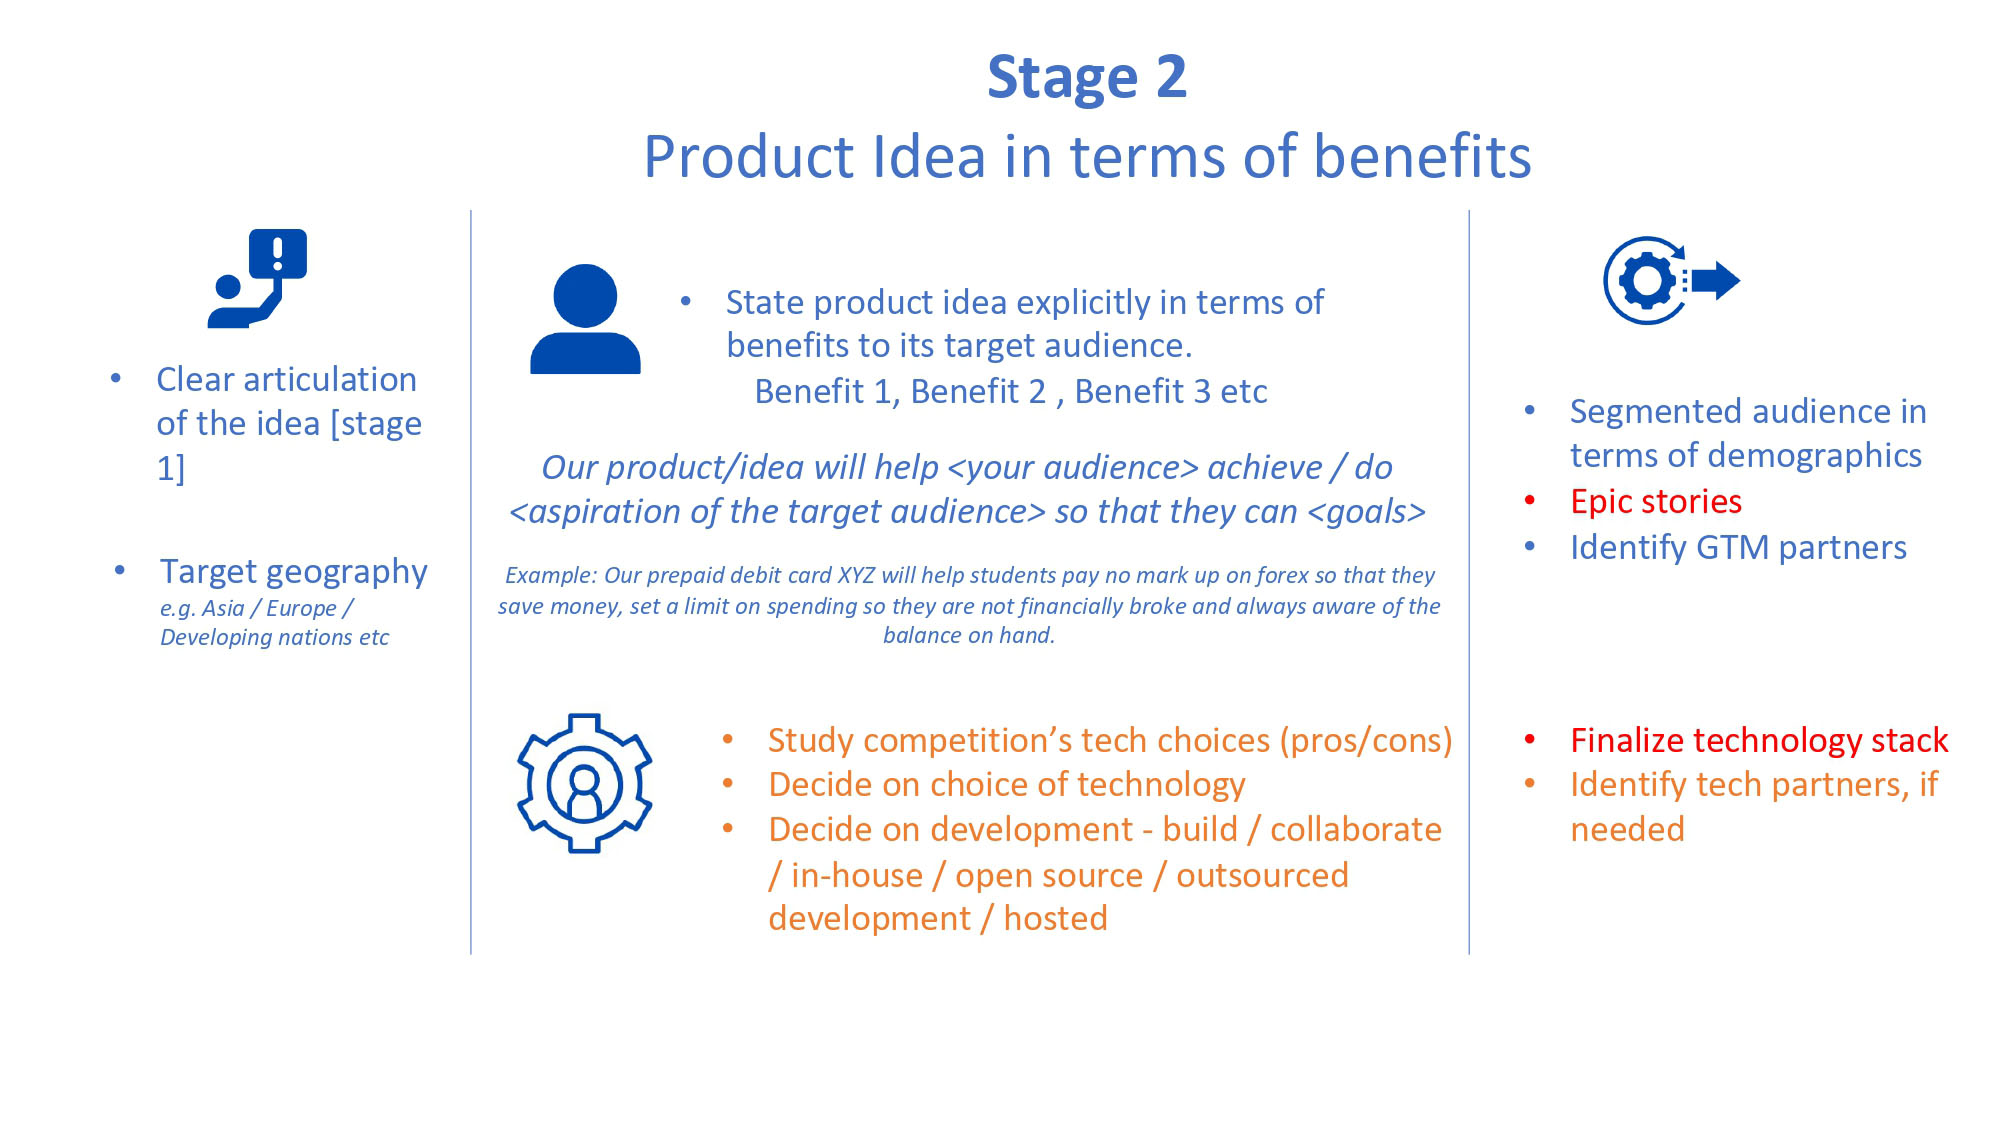 Stage 2
Product Idea in terms of benefits
• Clear articulation
of the idea [stage
1]
• Target geography
e.g. Asia / Europe /
Developing nations etc
• State product idea explicitly in terms of
benefits to its target audience.
Benefit 1, Benefit 2 , Benefit 3 etc
Our product/idea will help <your audience> achieve / do
<aspiration of the target audience> so that they can <goals>
Example: Our prepaid debit card XYZ will help students pay no mark up on forex so that they
save money, set a limit on spending so they are not financially broke and always aware of the
balance on hand.
• Study competition’s tech choices (pros/cons)
• Decide on choice of technology
• Decide on development - build / collaborate
/ in-house / open source / outsourced
development / hosted
• Segmented audience in
terms of demographics
• Epic stories
• Identify GTM partners
• Finalize technology stack
• Identify tech partners, if
needed